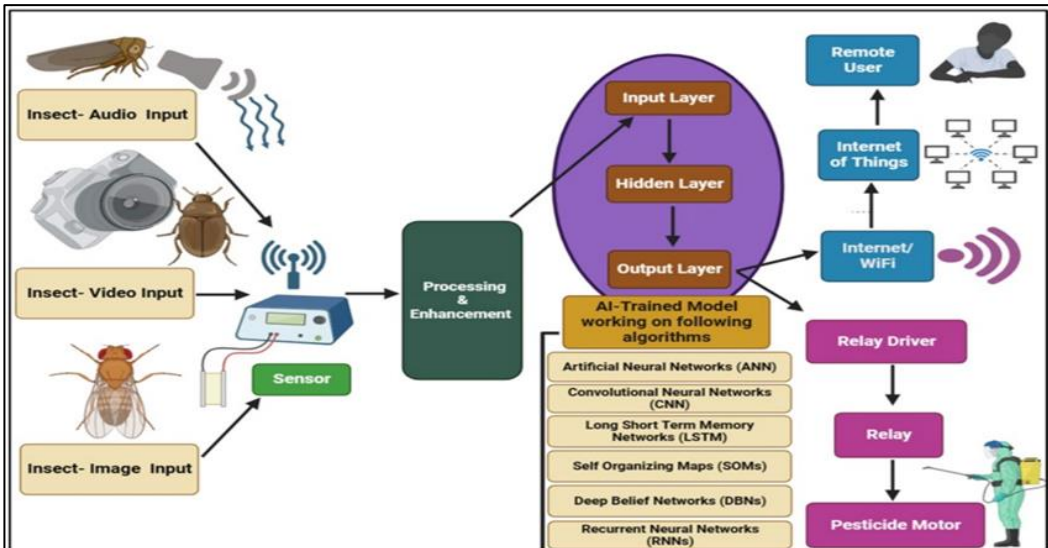 Insect- Audio Input
Insect- Video Input
Insect- Image Input
Sensor
Processing
&
Enhancement
Input Layer
Hidden Layer
Output Layer
AI-Trained Model
working on following
algorithms
Artificial Neural Networks (ANN)
Convolutional Neural Networks
(CNN)
Long Short Term Memory
Networks (LSTM)
Self Organizing Maps (SOMs)
Deep Belief Networks (DBNs)
Recurrent Neural Networks
(RNNs)
Remote
User
Internet
of Things
Internet/
WiFi
Relay Driver
Relay
Pesticide Motor